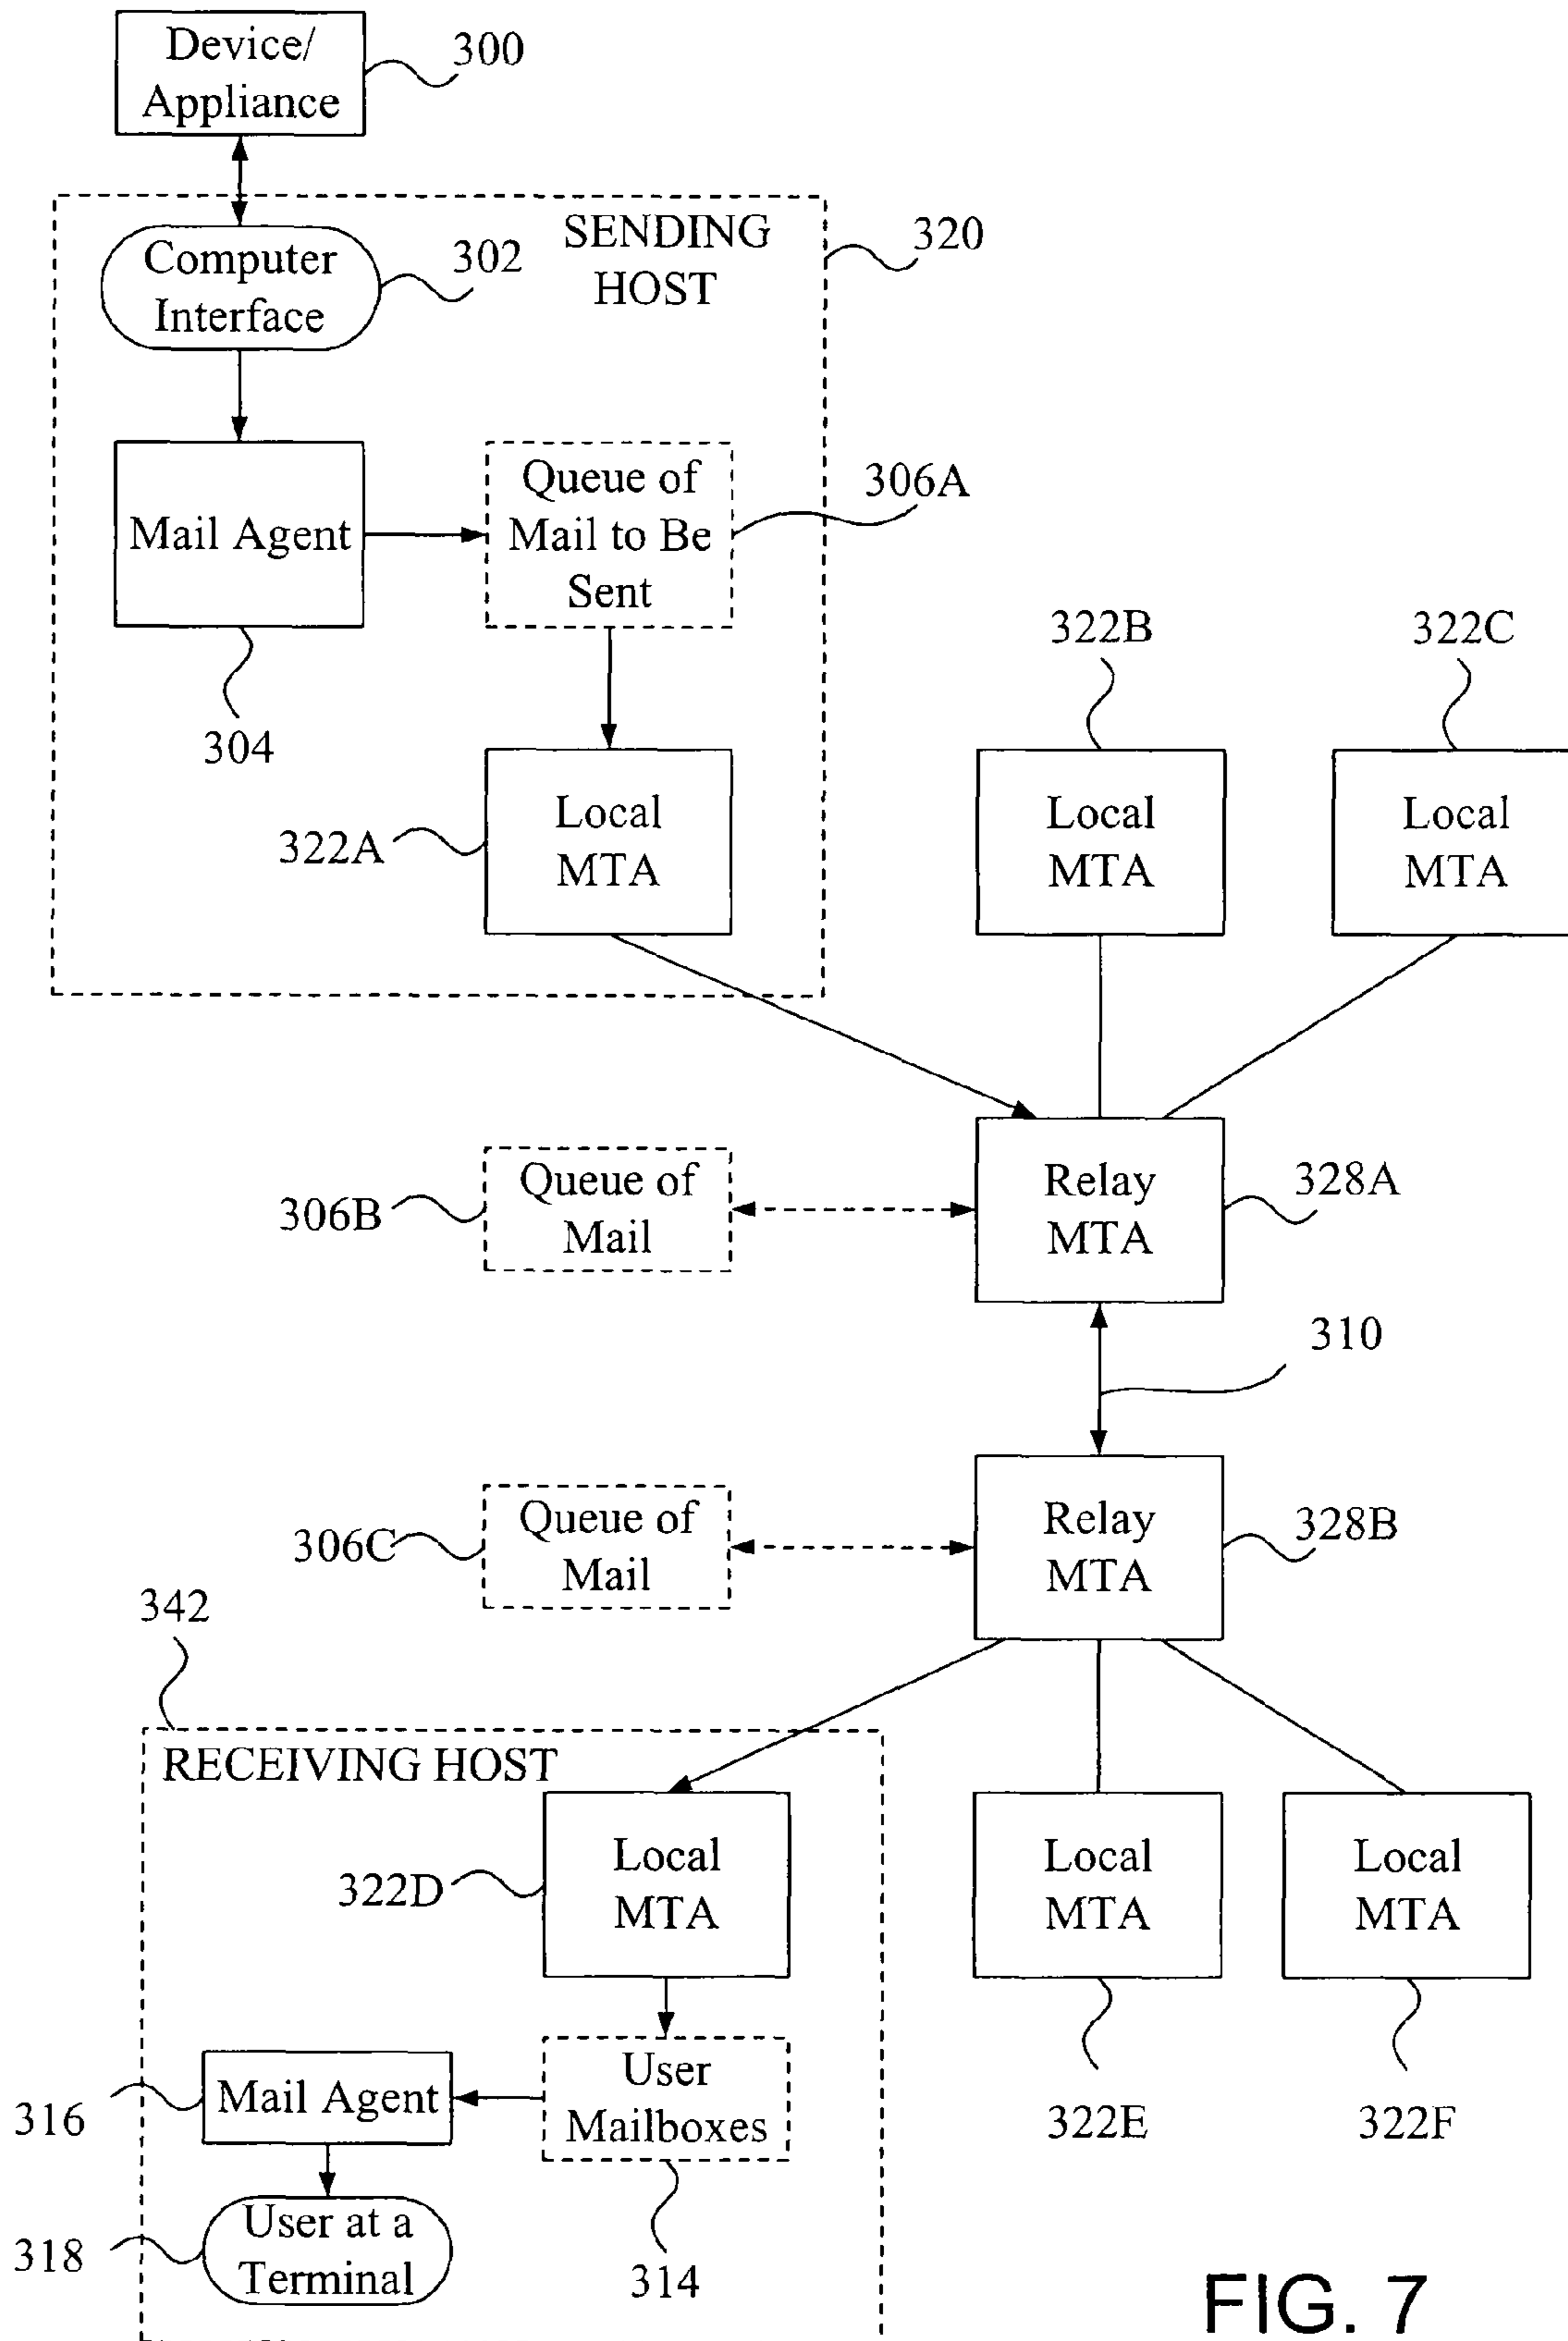 Device/
Appliance
300
SENDING
HOST
320
Computer
Interface
302
Mail Agent
304
Queue of
Mail to Be
Sent
306A
322B
322C
Local
MTA
322A
Local
MTA
Local
MTA
Queue of
Mail
306B
Relay
MTA
328A
310
Queue of
Mail
306C
Relay
MTA
328B
342
RECEIVING HOST
Local
MTA
322D
Local
MTA
Local
MTA
322E
322F
User
Mailboxes
314
Mail Agent
316
User at a
Terminal
318
FIG. 7